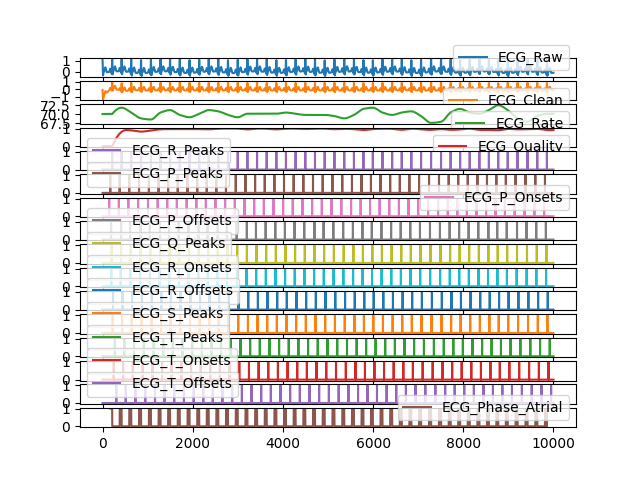 1
0
ECG_Raw
0
−1
ECG_Clean
72.5
70.0
67.5
ECG_Rate
1
0
ECG_Quality
1
0
ECG_R_Peaks
1
0
ECG_P_Peaks
1
0
ECG_P_Onsets
1
0
ECG_P_Offsets
1
0
ECG_Q_Peaks
1
0
ECG_R_Onsets
1
0
ECG_R_Offsets
1
0
ECG_S_Peaks
1
0
ECG_T_Peaks
1
0
ECG_T_Onsets
1
0
ECG_T_Offsets
1
0
ECG_Phase_Atrial
0 2000 4000 6000 8000 10000